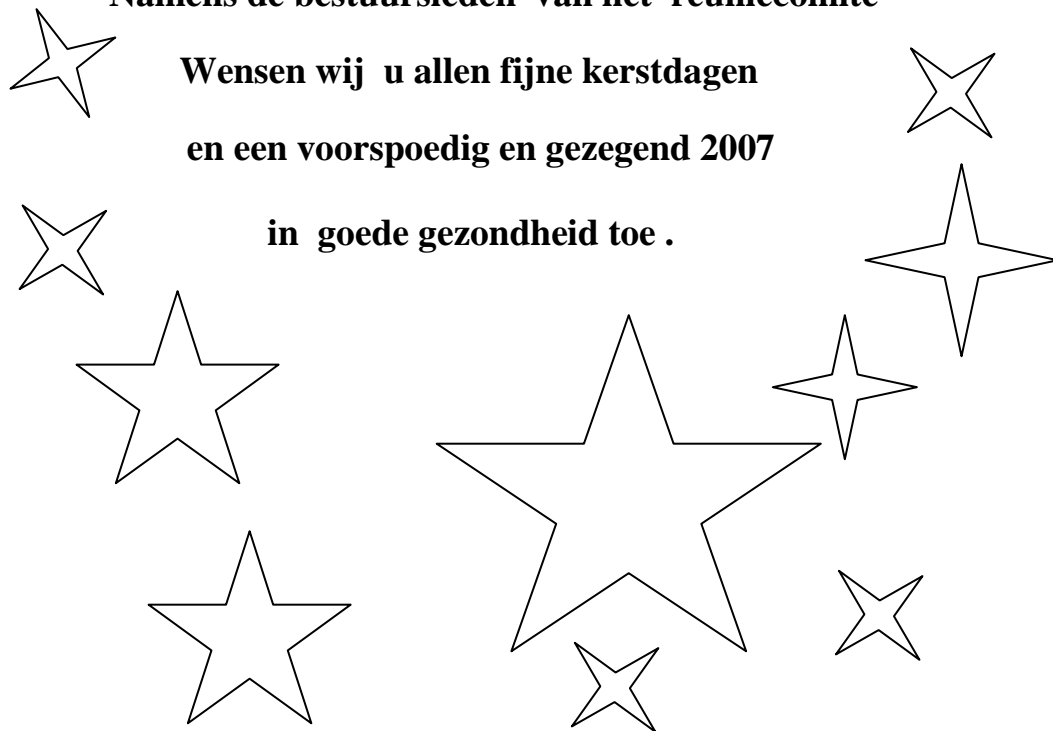 Namens de bestuursleden van het reuniecomite
Wensen wij u allen fijne kerstdagen
en een voorspoedig en gezegend 2007
in goede gezondheid toe .